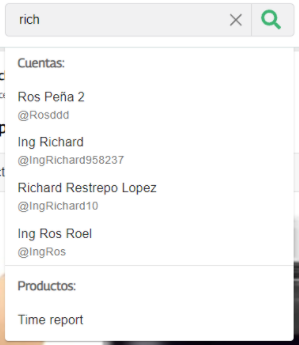 rich
Cuentas:
Ros Peña 2
@Rosddd
Ing Richard
@IngRichard958237
Richard Restrepo Lopez
@IngRichard10
Ing Ros Roel
@IngRos
Productos:
Time report